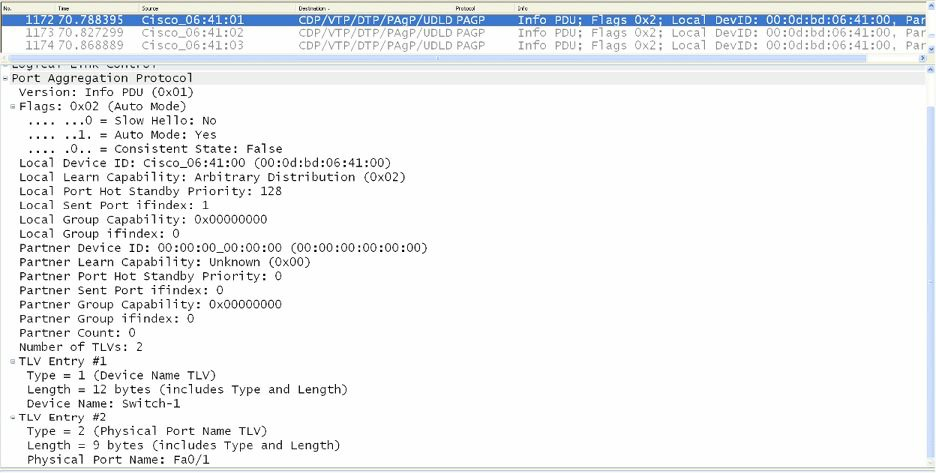 No. Time Source Destination Protocol Info
1172 70.788395 Cisco_06:41:01 CDP/VTP/DTP/PAgP/UDLD PAGP Info PDU; Flags 0x2; Local DevID: 00:0d:bd:06:41:00, Par
1173 70.827299 Cisco_06:41:02 CDP/VTP/DTP/PAgP/UDLD PAGP Info PDU; Flags 0x2; Local DevID: 00:0d:bd:06:41:00, Par
1174 70.868889 Cisco_06:41:03 CDP/VTP/DTP/PAgP/UDLD PAGP Info PDU; Flags 0x2; Local DevID: 00:0d:bd:06:41:00, Par
Logical-Link Control
Port Aggregation Protocol
Version: Info PDU (0x01)
Flags: 0x02 (Auto Mode)
.... ...0 = Slow Hello: No
.... ..1. = Auto Mode: Yes
.... .0.. = Consistent State: False
Local Device ID: Cisco_06:41:00 (00:0d:bd:06:41:00)
Local Learn Capability: Arbitrary Distribution (0x02)
Local Port Hot Standby Priority: 128
Local Sent Port ifindex: 1
Local Group Capability: 0x00000000
Local Group ifindex: 0
Partner Device ID: 00:00:00_00:00:00 (00:00:00:00:00:00)
Partner Learn Capability: Unknown (0x00)
Partner Port Hot Standby Priority: 0
Partner Sent Port ifindex: 0
Partner Group Capability: 0x00000000
Partner Group ifindex: 0
Partner Count: 0
Number of TLVs: 2
TLV Entry #1
Type = 1 (Device Name TLV)
Length = 12 bytes (includes Type and Length)
Device Name: Switch-1
TLV Entry #2
Type = 2 (Physical Port Name TLV)
Length = 9 bytes (includes Type and Length)
Physical Port Name: Fa0/1